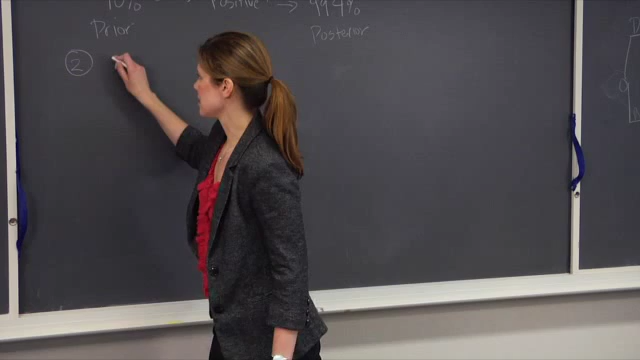 10% Positive → 99.4%
Prior Posterior
2